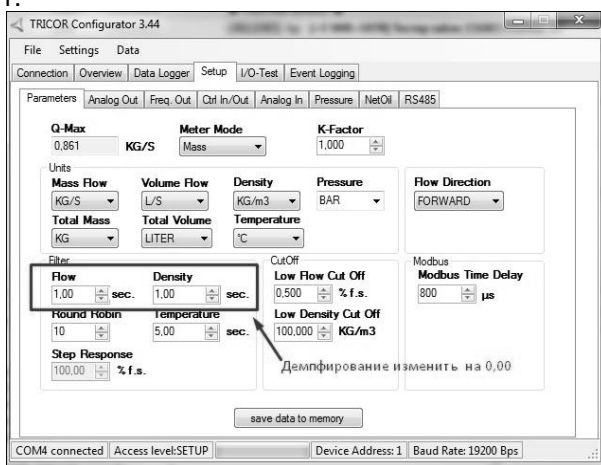 г.
TRICOR Configurator 3.44
File Settings Data
Connection Overview Data Logger Setup I/O-Test Event Logging
Parameters Analog Out Freq. Out Ctrl In/Out Analog In Pressure NetOil RS485
Q-Max Meter Mode K-Factor
0,861 KG/S Mass 1,000
Units
Mass Flow Volume Flow Density Pressure Flow Direction
KG/S L/S KG/m3 BAR FORWARD
Total Mass Total Volume Temperature
KG LITER °C
Filter CutOff Modbus
Flow Density Low Flow Cut Off Modbus Time Delay
1,00 sec. 1,00 sec. 0,500 % f.s. 800 µs
Round Robin Temperature Low Density Cut Off
10 5,00 sec. 100,000 KG/m3
Step Response
100,00 % f.s.
Демпфирование изменить на 0,00
save data to memory
COM4 connected Access level:SETUP Device Address: 1 Baud Rate: 19200 Bps